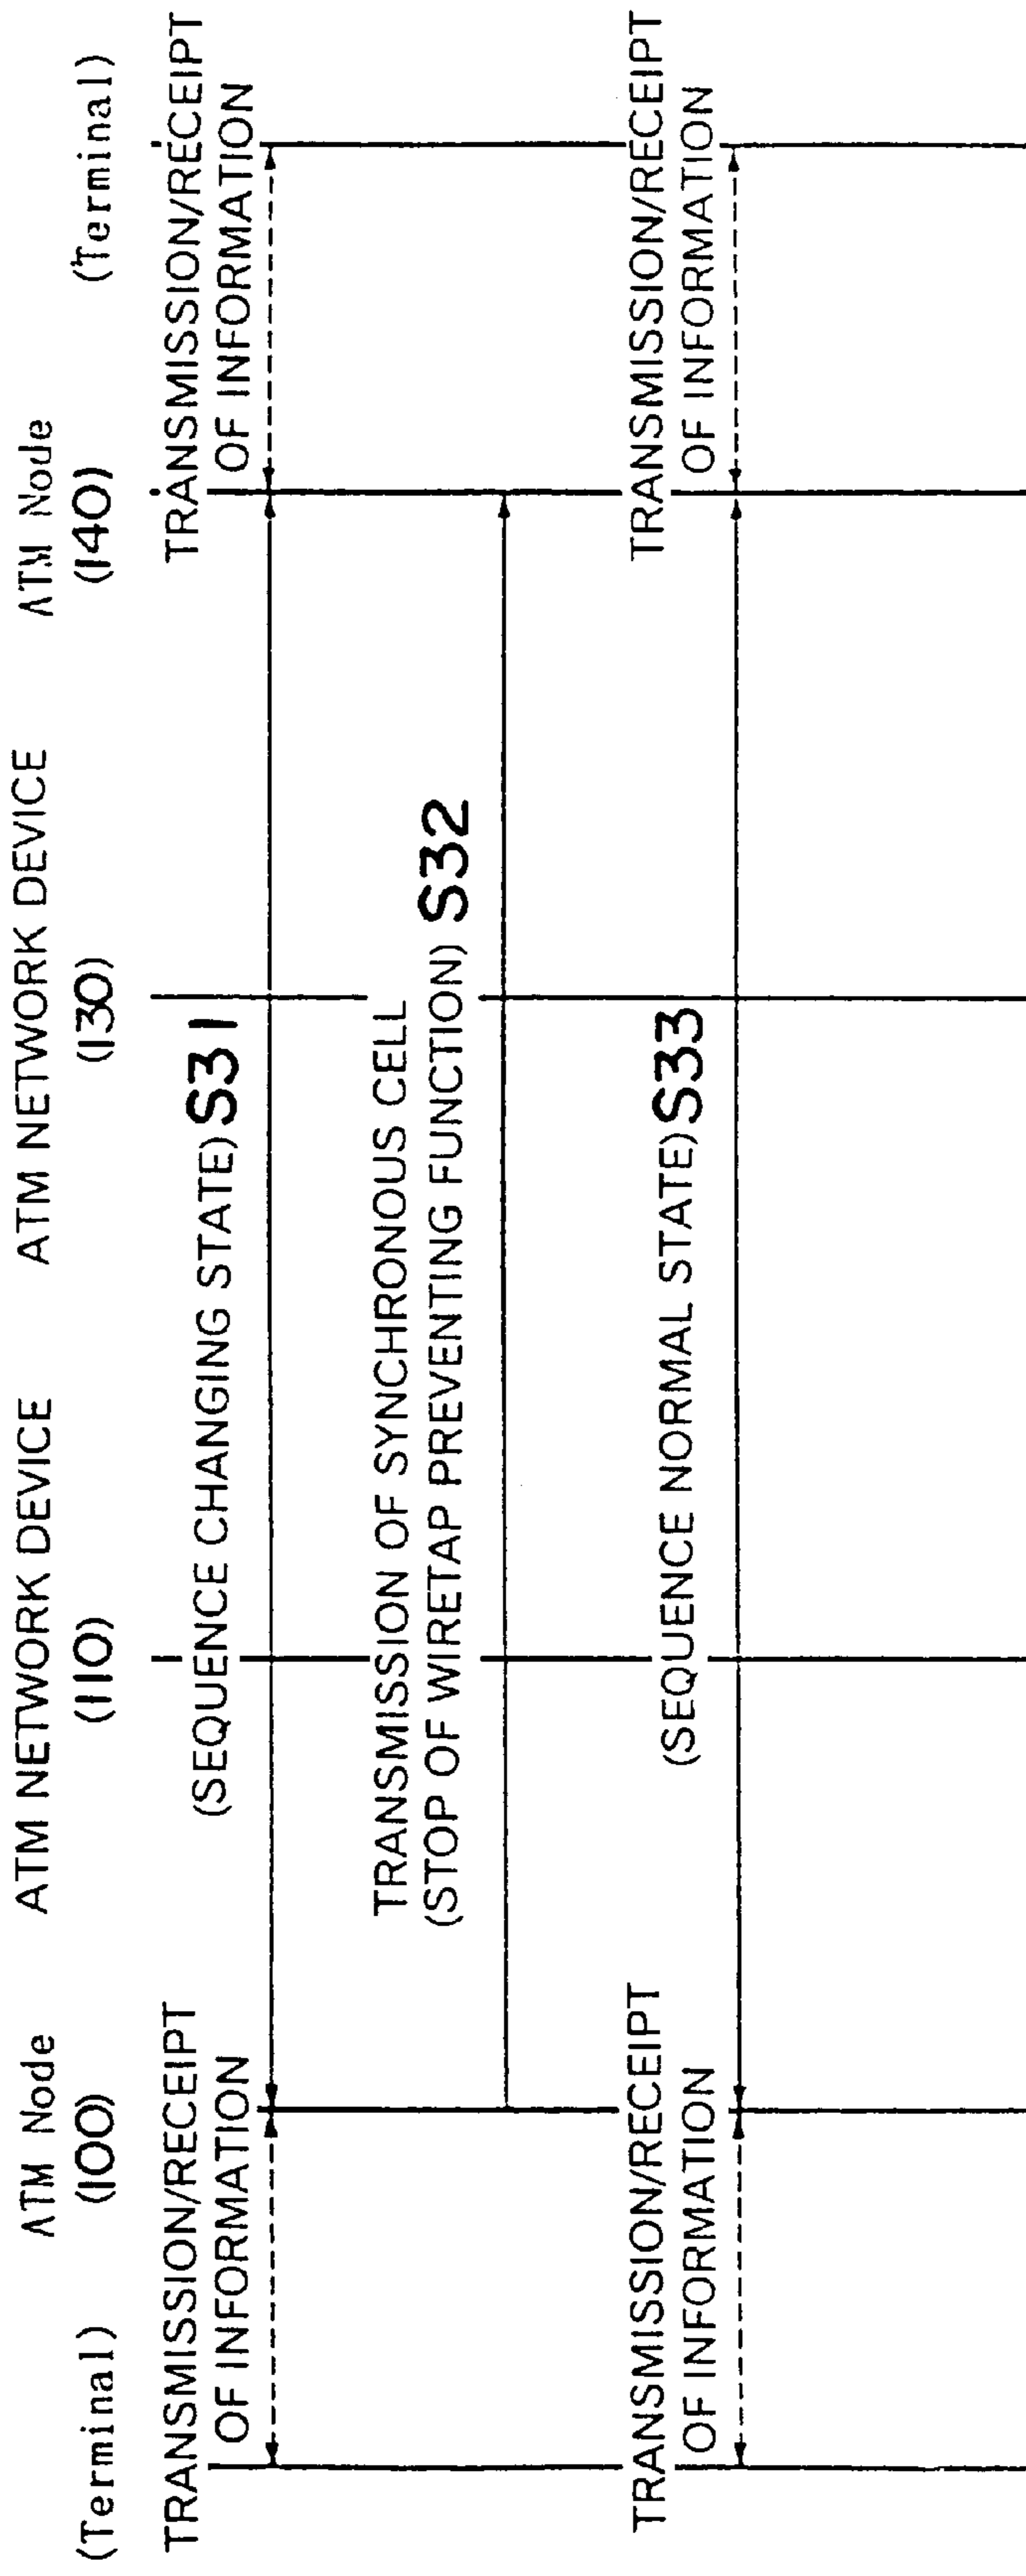 (Terminal)
ATM Node
(100)
ATM NETWORK DEVICE
(110)
ATM NETWORK DEVICE
(130)
ATM Node
(140)
(Terminal)
TRANSMISSION/RECEIPT
OF INFORMATION
(SEQUENCE CHANGING STATE) S31
TRANSMISSION/RECEIPT
OF INFORMATION
TRANSMISSION OF SYNCHRONOUS CELL
(STOP OF WIRETAP PREVENTING FUNCTION) S32
TRANSMISSION/RECEIPT
OF INFORMATION
(SEQUENCE NORMAL STATE) S33
TRANSMISSION/RECEIPT
OF INFORMATION